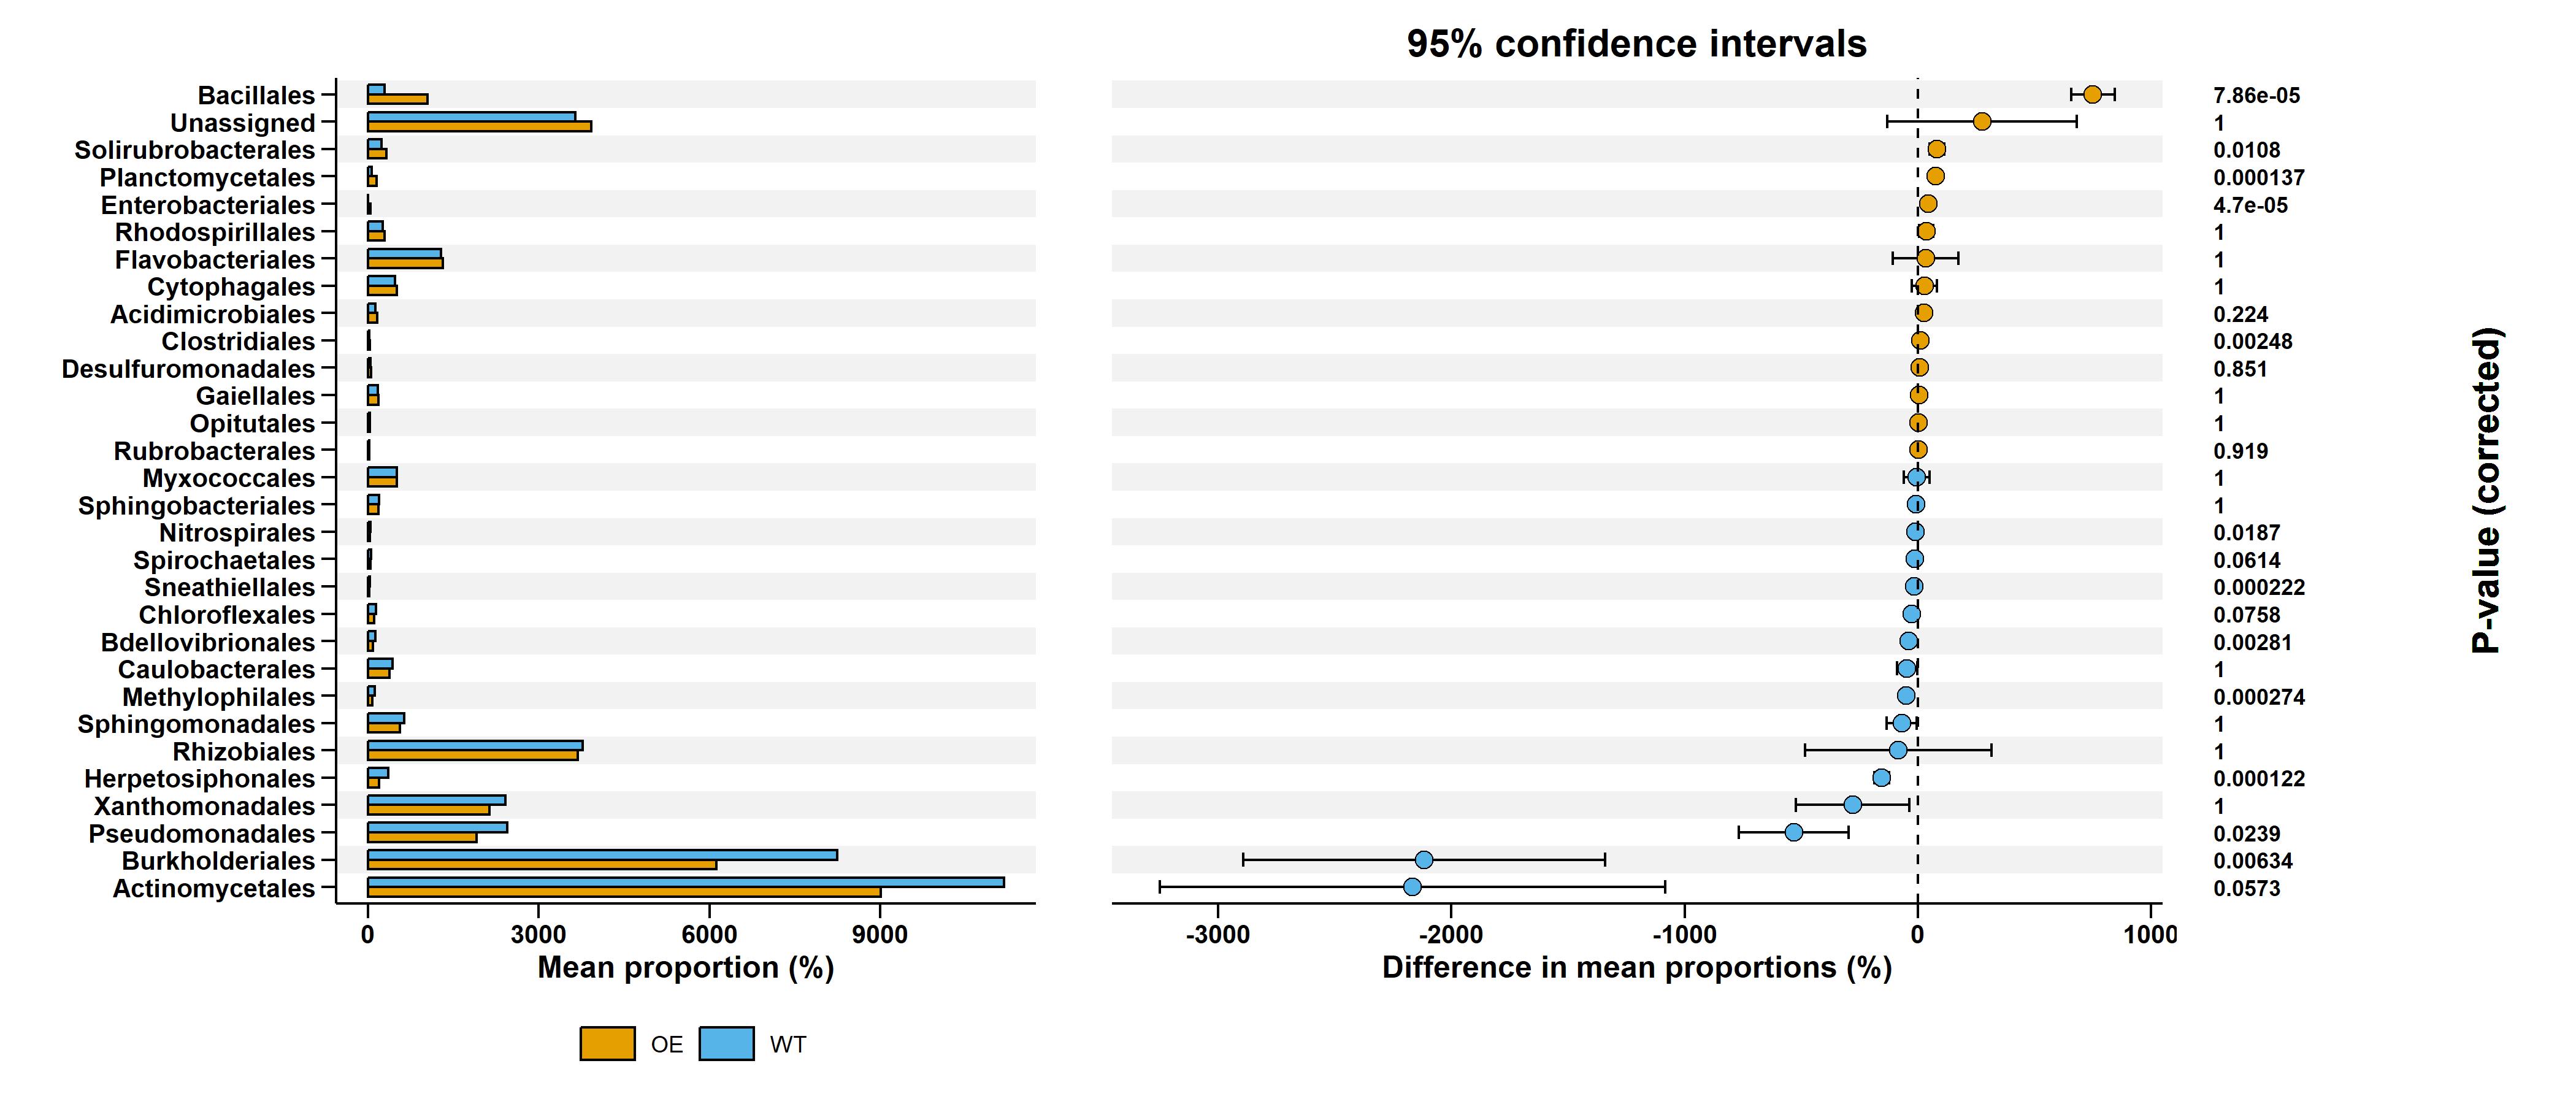 95% confidence intervals
Bacillales 7.86e-05
Unassigned 1
Solirubrobacterales 0.0108
Planctomycetales 0.000137
Enterobacteriales 4.7e-05
Rhodospirillales 1
Flavobacteriales 1
Cytophagales 1
Acidimicrobiales 0.224
Clostridiales 0.00248
Desulfuromonadales 0.851
Gaiellales 1
Opitutales 1
Rubrobacterales 0.919
Myxococcales 1
Sphingobacteriales 1
Nitrospirales 0.0187
Spirochaetales 0.0614
Sneathiellales 0.000222
Chloroflexales 0.0758
Bdellovibrionales 0.00281
Caulobacterales 1
Methylophilales 0.000274
Sphingomonadales 1
Rhizobiales 1
Herpetosiphonales 0.000122
Xanthomonadales 1
Pseudomonadales 0.0239
Burkholderiales 0.00634
Actinomycetales 0.0573
P-value (corrected)
0 3000 6000 9000
-3000 -2000 -1000 0 1000
Mean proportion (%)
Difference in mean proportions (%)
OE WT